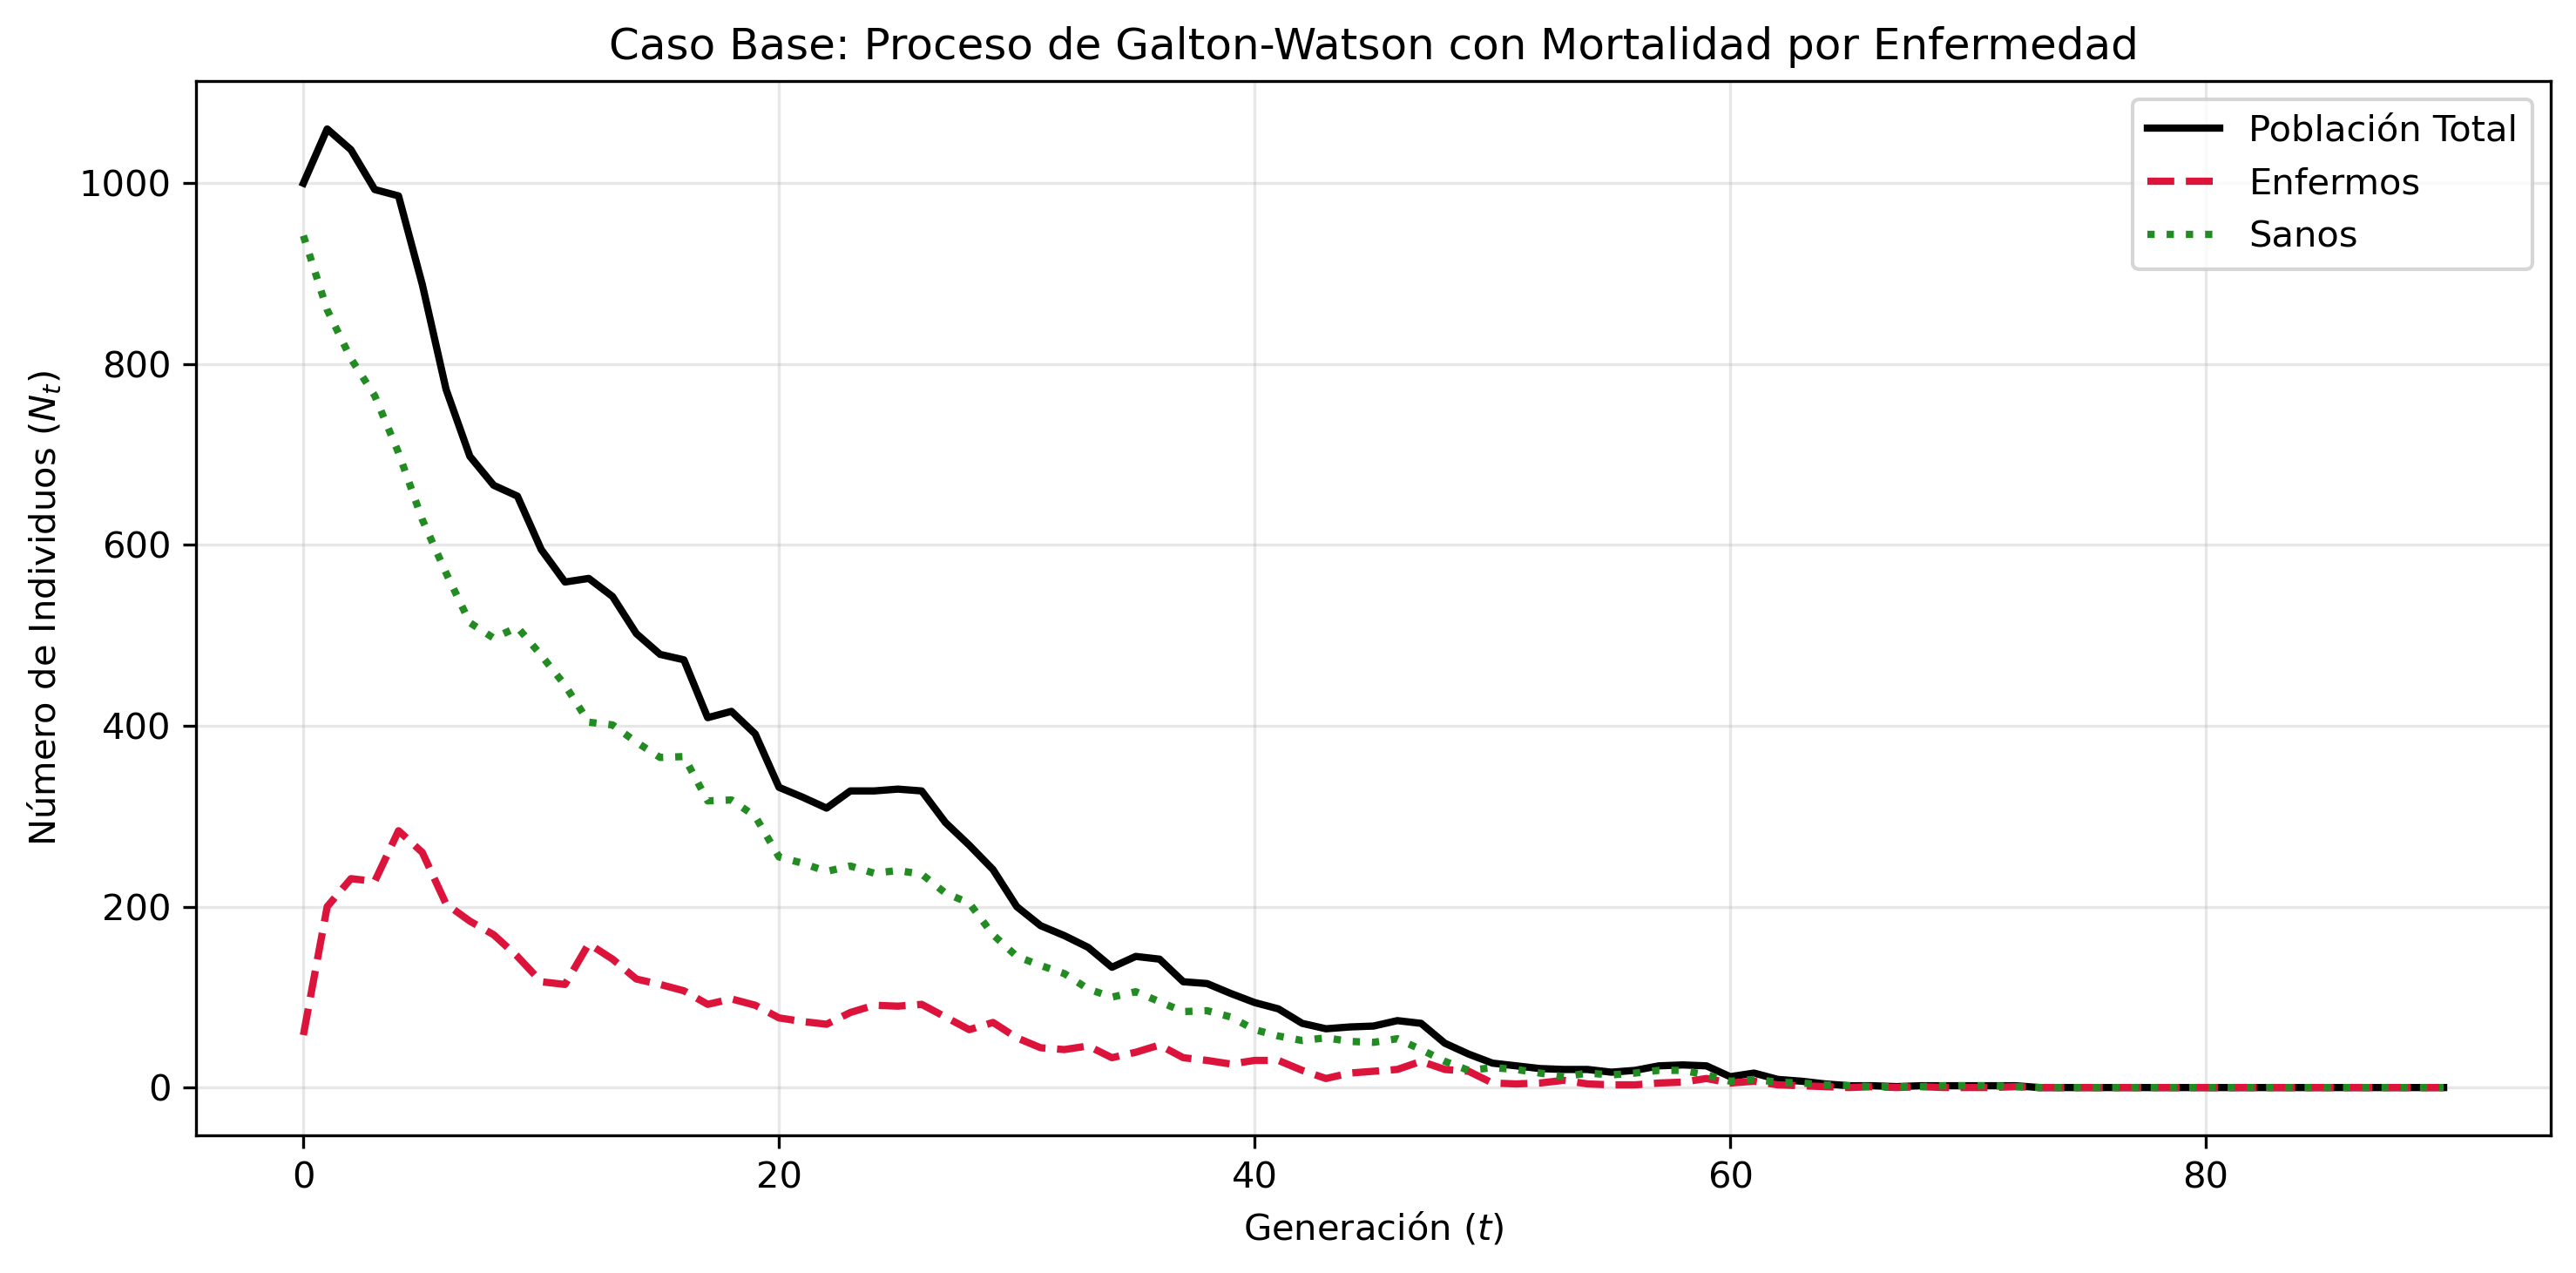 Caso Base: Proceso de Galton-Watson con Mortalidad por Enfermedad
Población Total
Enfermos
Sanos
Número de Individuos (Nₜ)
1000
800
600
400
200
0
0 20 40 60 80
Generación (t)